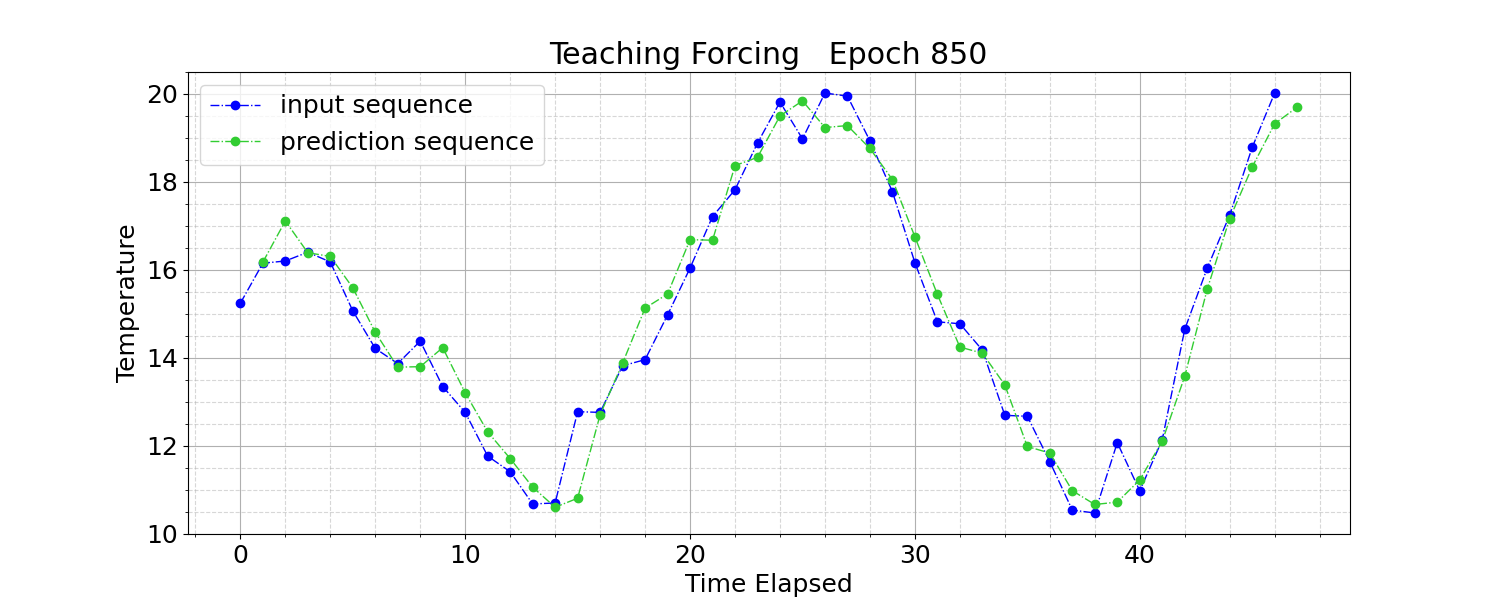 Teaching Forcing   Epoch 850
input sequence
prediction sequence
20
18
16
14
12
10
Temperature
0 10 20 30 40
Time Elapsed